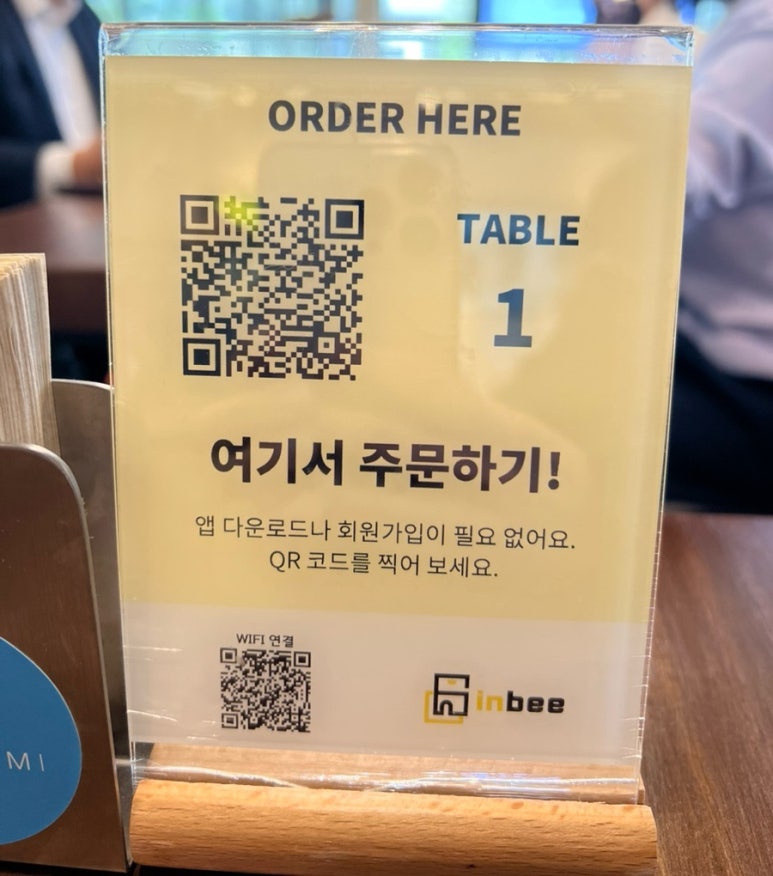 ORDER HERE
TABLE
1
여기서 주문하기!
앱 다운로드나 회원가입이 필요 없어요.
QR 코드를 찍어 보세요.
WIFI 연결
inbee
MI